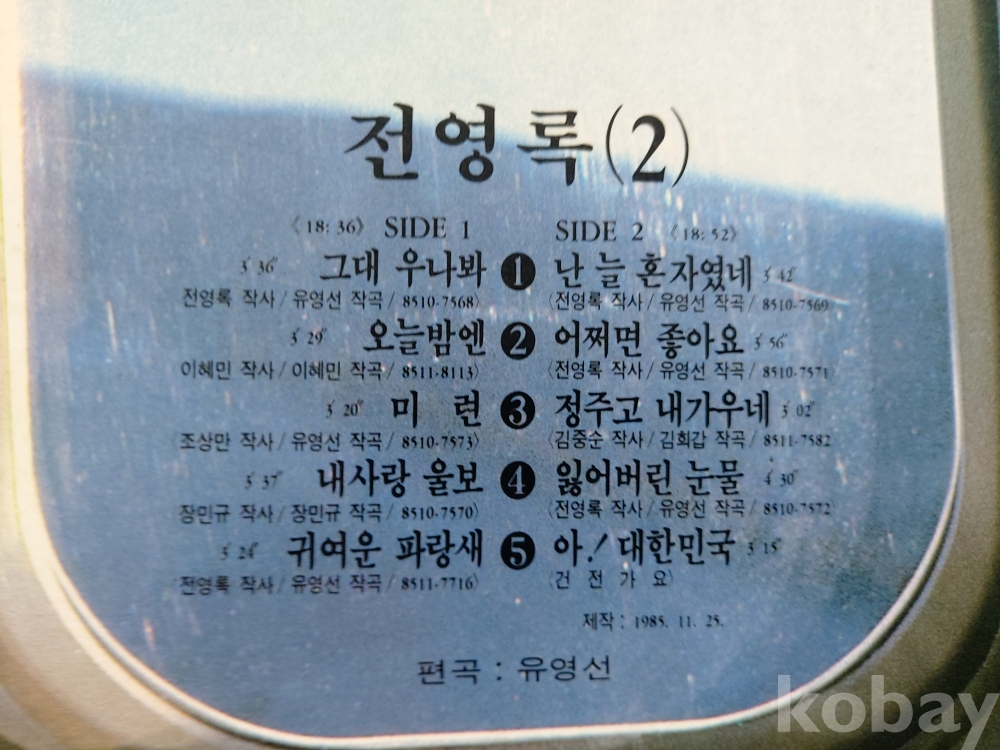 전영록(2)
《18: 36》 SIDE 1
3′ 36″ 그대 우나봐 ❶
전영록 작사/유영선 작곡/8510-7568〉
3′ 29″ 오늘밤엔 ❷
이혜민 작사/이혜민 작곡/8511-8113〉
3′ 20″ 미 련 ❸
조상만 작사/유영선 작곡/8510-7573〉
3′ 37″ 내사랑 울보 ❹
장민규 작사/장민규 작곡/8510-7570〉
3′ 24″ 귀여운 파랑새 ❺
전영록 작사/유영선 작곡/8511-7716〉
SIDE 2 《18: 52》
난 늘 혼자였네 3′ 42″
〈전영록 작사/유영선 작곡/8510-7569
어쩌면 좋아요 3′ 56″
〈전영록 작사/유영선 작곡/8510-7571〉
정주고 내가우네 3′ 02″
〈김중순 작사/김희갑 작곡/8511-7582
잃어버린 눈물 4′ 30″
〈전영록 작사/유영선 작곡/8510-7572
아! 대한민국 3′ 15″
〈건 전 가 요〉
제작 : 1985. 11. 25.
편곡 : 유영선
kobay